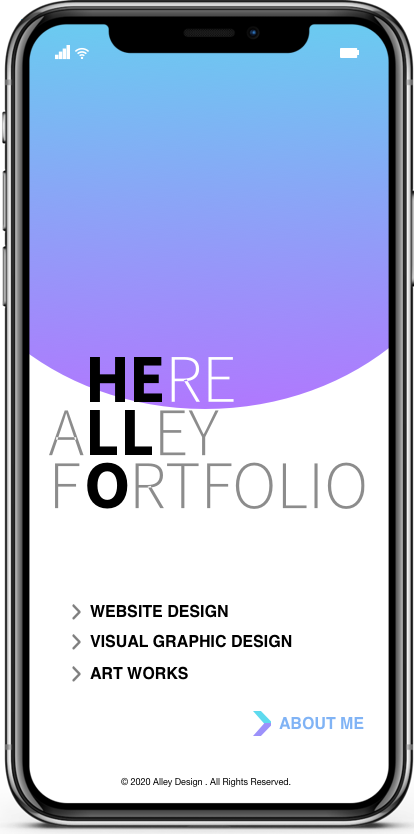 HERE
ALLEY
FORTFOLIO
WEBSITE DESIGN
VISUAL GRAPHIC DESIGN
ART WORKS
ABOUT ME
© 2020 Alley Design . All Rights Reserved.